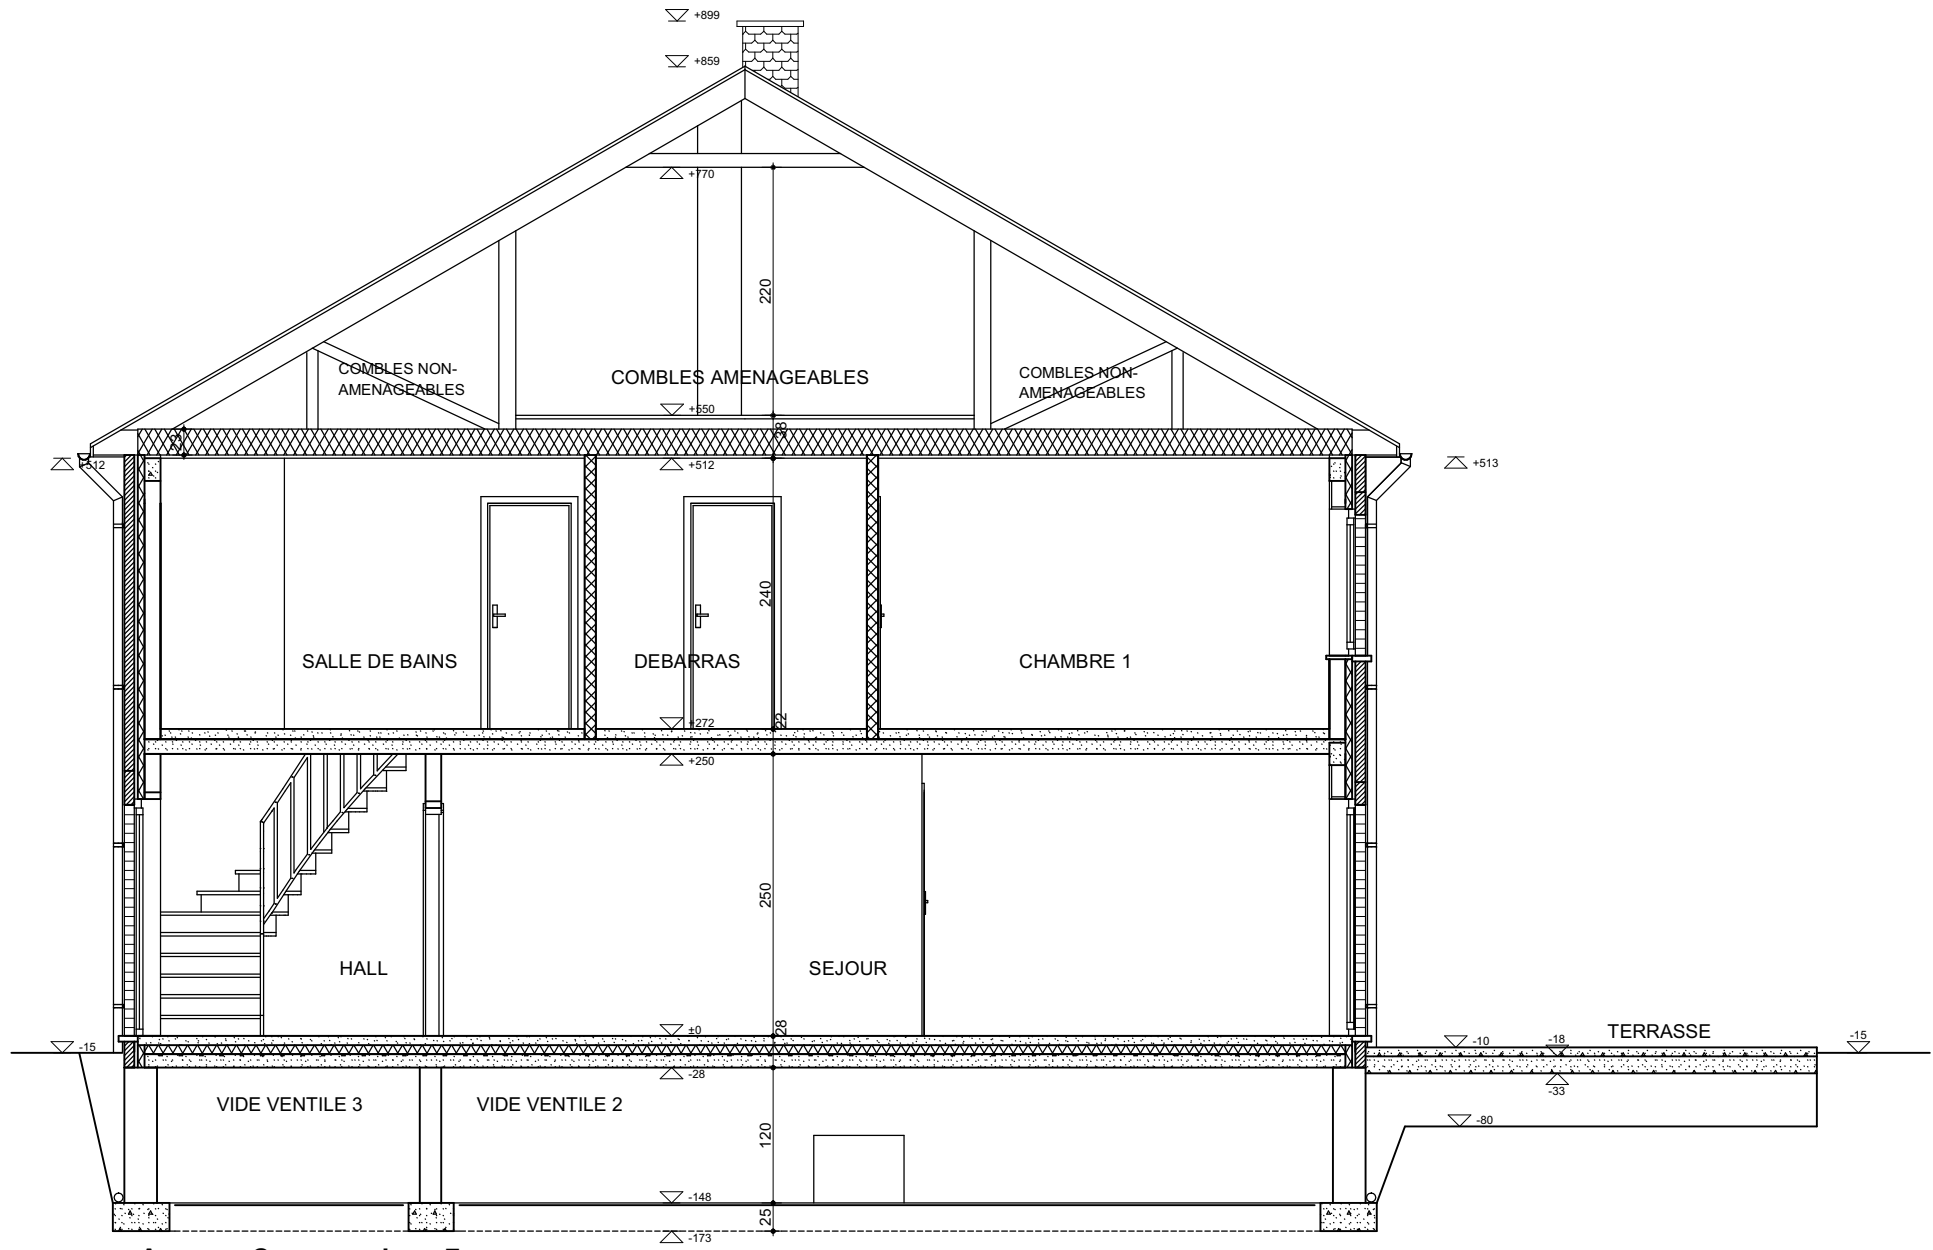 +899
+859
+770
220
COMBLES NON-
AMENAGEABLES
COMBLES AMENAGEABLES
COMBLES NON-
AMENAGEABLES
+550
38
23
+512
+512
+513
240
SALLE DE BAINS
DEBARRAS
CHAMBRE 1
+272
22
+250
250
HALL
SEJOUR
±0
28
TERRASSE
-15
-10
-18
-15
-28
-33
VIDE VENTILE 3
VIDE VENTILE 2
-80
120
-148
25
-173